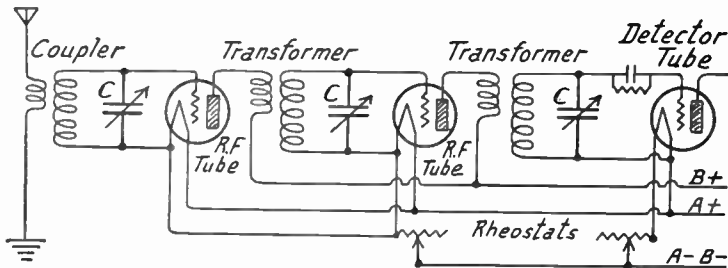 Coupler
Transformer
Transformer
Detector
Tube
C
C
C
R.F
Tube
R.F
Tube
B+
A+
Rheostats
A- B-